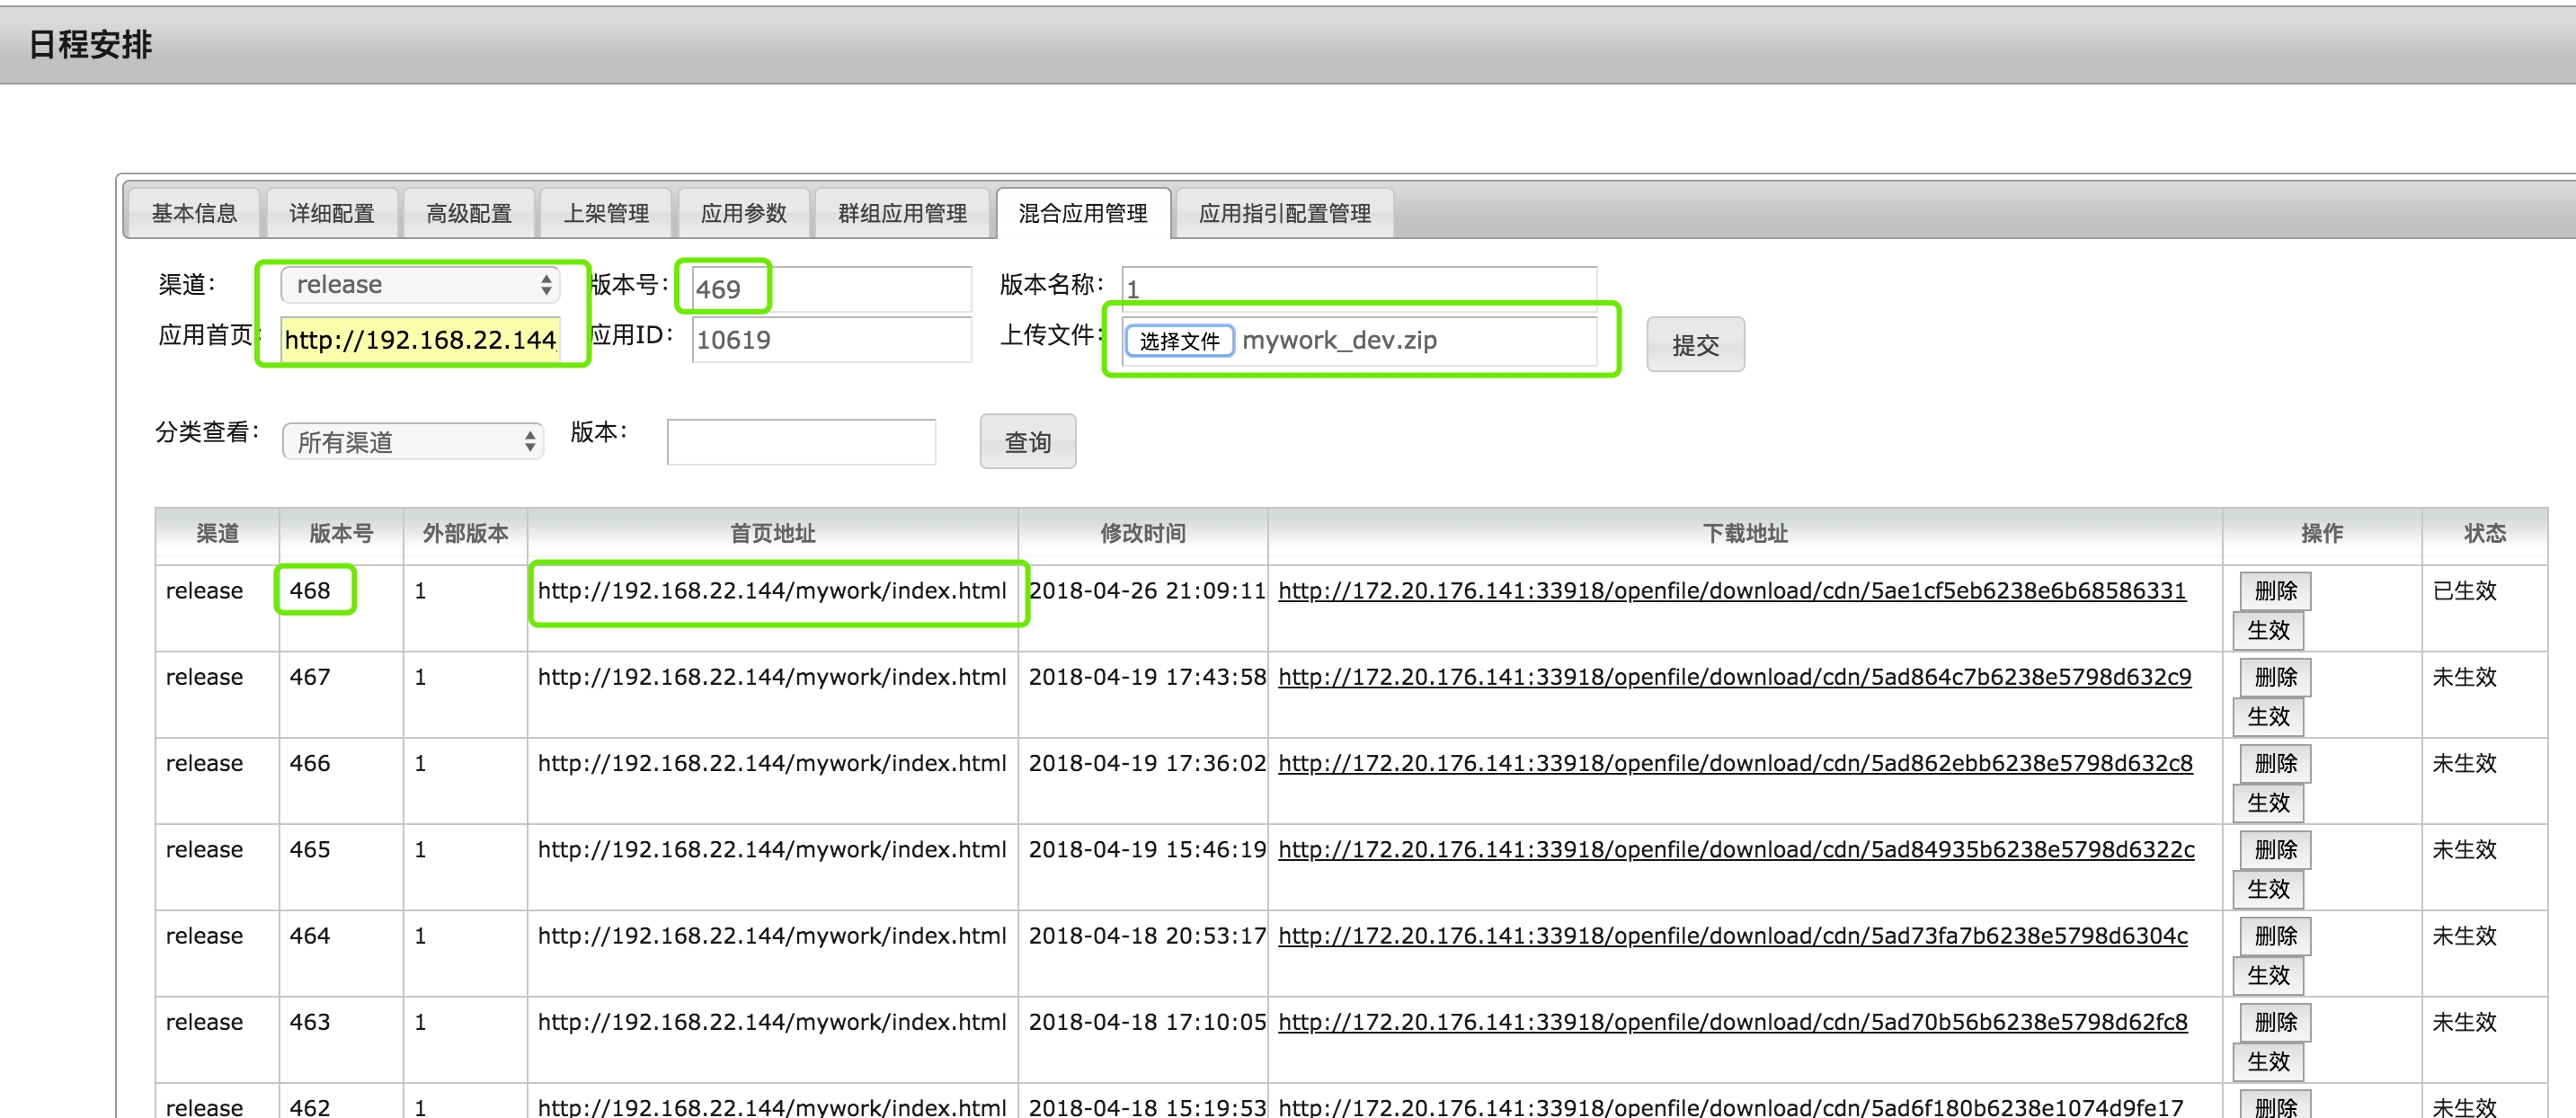 日程安排
基本信息 详细配置 高级配置 上架管理 应用参数 群组应用管理 混合应用管理 应用指引配置管理
渠道： release 版本号： 469 版本名称： 1
应用首页： http://192.168.22.144 应用ID： 10619 上传文件： 选择文件 mywork_dev.zip 提交
分类查看： 所有渠道 版本： 查询
渠道 版本号 外部版本 首页地址 修改时间 下载地址 操作 状态
release 468 1 http://192.168.22.144/mywork/index.html 2018-04-26 21:09:11 http://172.20.176.141:33918/openfile/download/cdn/5ae1cf5eb6238e6b68586331 删除 已生效
生效
release 467 1 http://192.168.22.144/mywork/index.html 2018-04-19 17:43:58 http://172.20.176.141:33918/openfile/download/cdn/5ad864c7b6238e5798d632c9 删除 未生效
生效
release 466 1 http://192.168.22.144/mywork/index.html 2018-04-19 17:36:02 http://172.20.176.141:33918/openfile/download/cdn/5ad862ebb6238e5798d632c8 删除 未生效
生效
release 465 1 http://192.168.22.144/mywork/index.html 2018-04-19 15:46:19 http://172.20.176.141:33918/openfile/download/cdn/5ad84935b6238e5798d6322c 删除 未生效
生效
release 464 1 http://192.168.22.144/mywork/index.html 2018-04-18 20:53:17 http://172.20.176.141:33918/openfile/download/cdn/5ad73fa7b6238e5798d6304c 删除 未生效
生效
release 463 1 http://192.168.22.144/mywork/index.html 2018-04-18 17:10:05 http://172.20.176.141:33918/openfile/download/cdn/5ad70b56b6238e5798d62fc8 删除 未生效
生效
release 462 1 http://192.168.22.144/mywork/index.html 2018-04-18 15:19:53 http://172.20.176.141:33918/openfile/download/cdn/5ad6f180b6238e1074d9fe17 删除 未生效